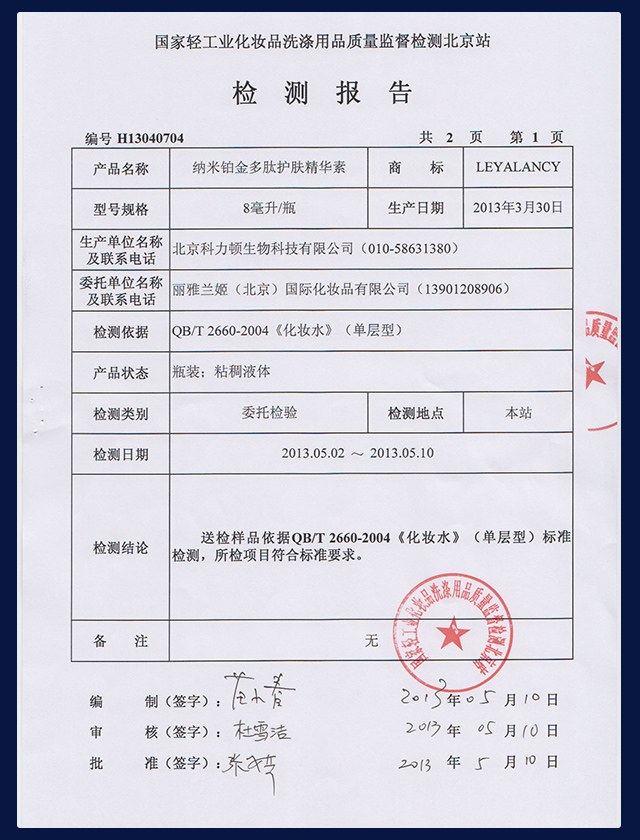 国家轻工业化妆品洗涤用品质量监督检测北京站
检 测 报 告
编号 H13040704 共 2 页 第 1 页
产品名称 纳米铂金多肽护肤精华素 商 标 LEYALANCY
型号规格 8毫升/瓶 生产日期 2013年3月30日
生产单位名称
及联系电话 北京科力顿生物科技有限公司（010-58631380）
委托单位名称
及联系电话 丽雅兰姬（北京）国际化妆品有限公司（13901208906）
检测依据 QB/T 2660-2004《化妆水》（单层型）
产品状态 瓶装；粘稠液体
检测类别 委托检验 检测地点 本站
检测日期 2013.05.02 ～ 2013.05.10
检测结论 送检样品依据QB/T 2660-2004《化妆水》（单层型）标准
检测，所检项目符合标准要求。
备 注 无
国家轻工业化妆品洗涤用品质量监督检测北京站
品质量监
编 制（签字）： 2013年05月10日
审 核（签字）：杜雪洁 2013年05月10日
批 准（签字）： 2013年5月10日